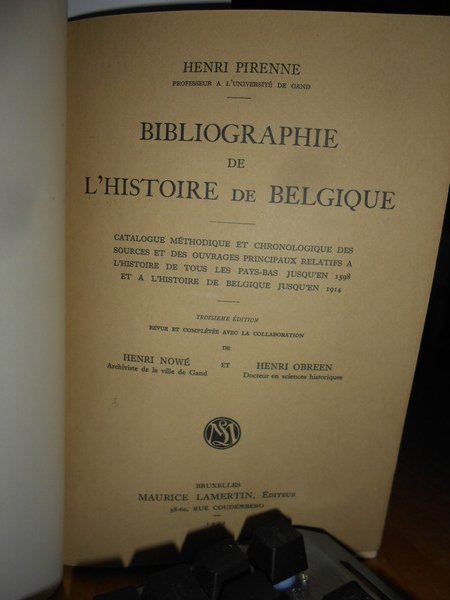 HENRI PIRENNE
PROFESSEUR A L'UNIVERSITÉ DE GAND
BIBLIOGRAPHIE
DE
L'HISTOIRE DE BELGIQUE
CATALOGUE MÉTHODIQUE ET CHRONOLOGIQUE DES
SOURCES ET DES OUVRAGES PRINCIPAUX RELATIFS A
L'HISTOIRE DE TOUS LES PAYS-BAS JUSQU'EN 1598
ET A L'HISTOIRE DE BELGIQUE JUSQU'EN 1914
TROISIEME ÉDITION
REVUE ET COMPLÉTÉE AVEC LA COLLABORATION
DE
HENRI NOWÉ ET HENRI OBREEN
Archiviste de la ville de Gand Docteur en sciences historiques
BRUXELLES
MAURICE LAMERTIN, ÉDITEUR
58-62, RUE COUDENBERG